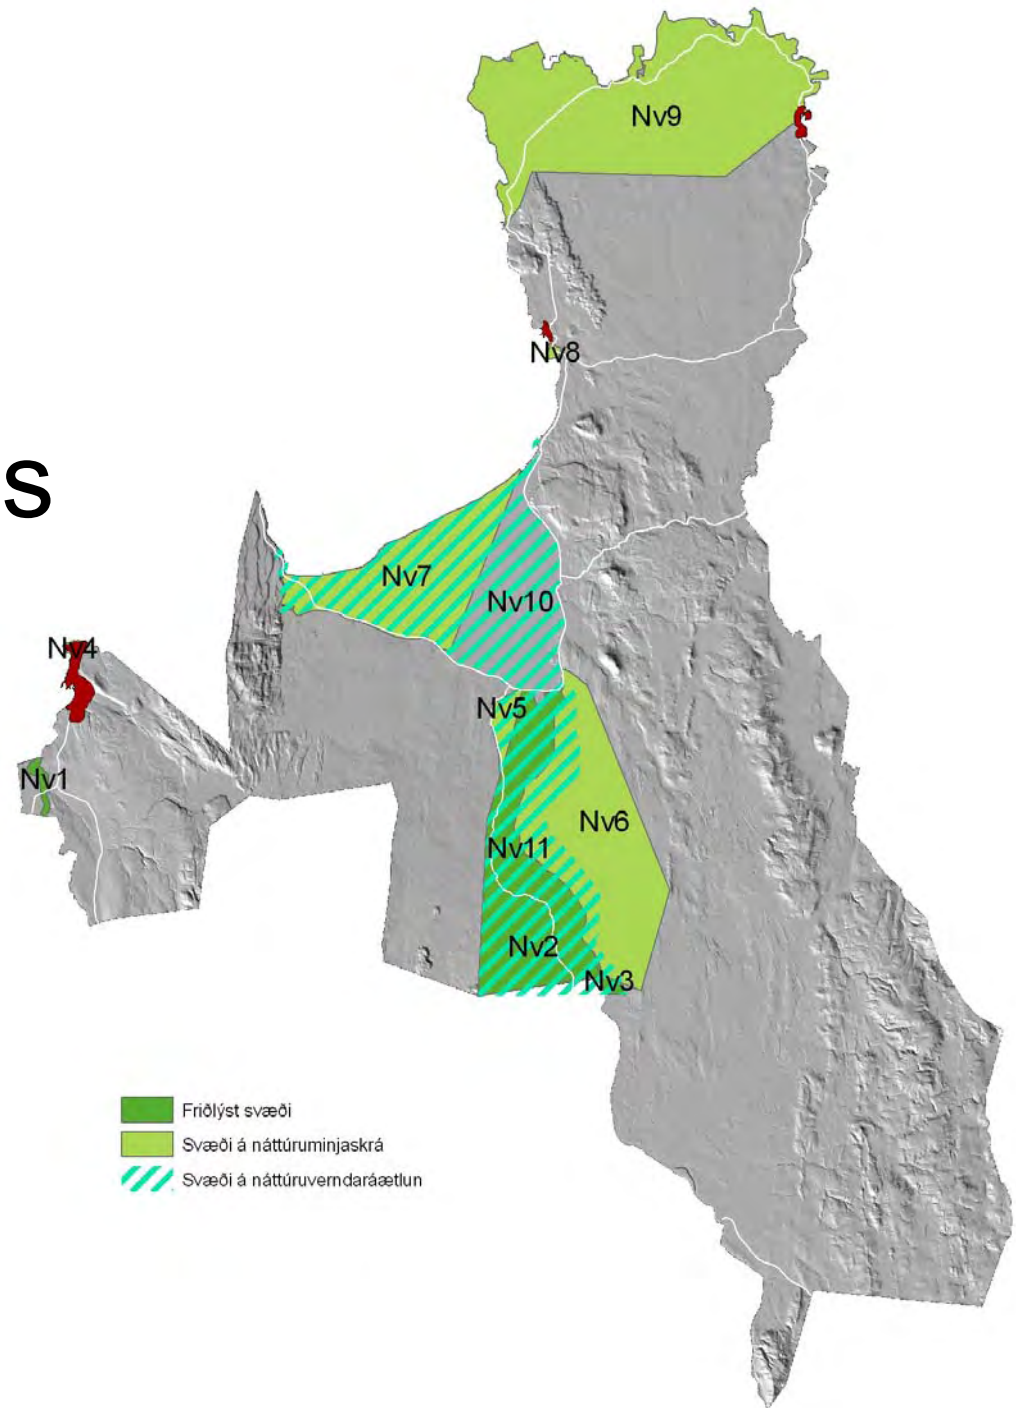 Nv9
Nv8
s
Nv7
Nv10
Nv4
Nv5
Nv1
Nv6
Nv11
Nv2
Nv3
Friðlýst svæði
Svæði á náttúruminjaskrá
Svæði á náttúruverndaráætlun